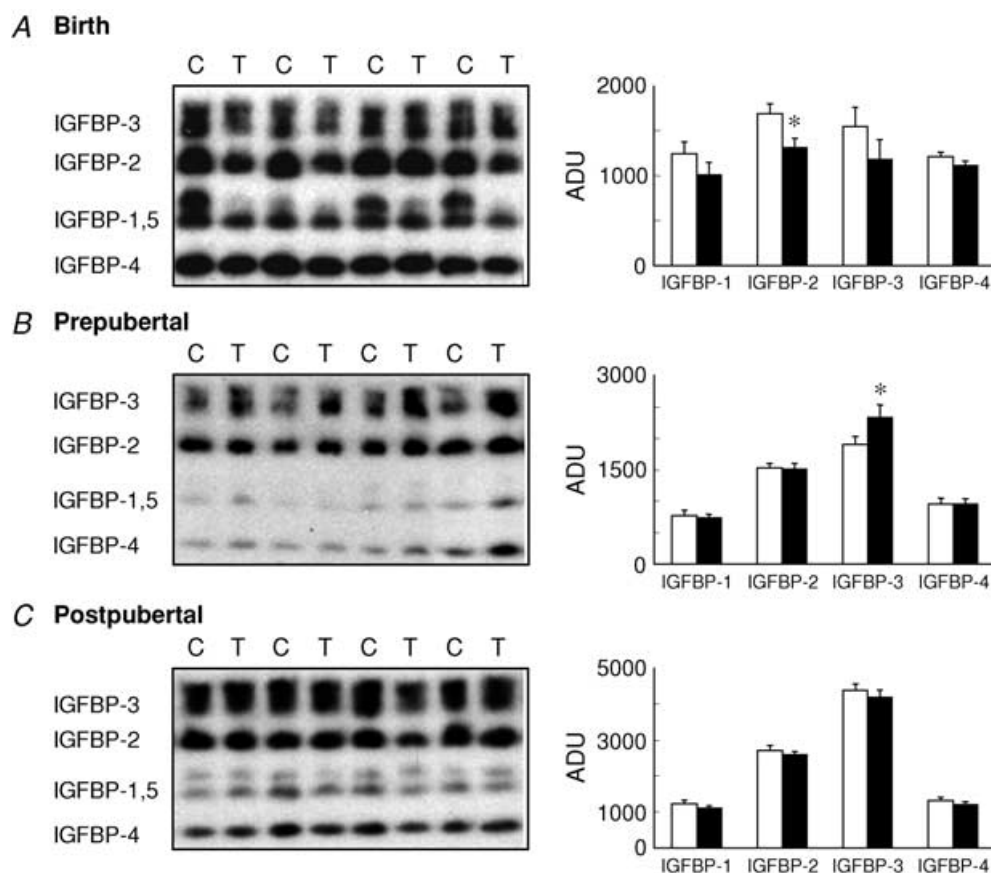 A Birth
C T C T C T C T
IGFBP-3
IGFBP-2
IGFBP-1,5
IGFBP-4
2000
1000
0
ADU
IGFBP-1 IGFBP-2 IGFBP-3 IGFBP-4
*
B Prepubertal
C T C T C T C T
IGFBP-3
IGFBP-2
IGFBP-1,5
IGFBP-4
3000
1500
0
ADU
IGFBP-1 IGFBP-2 IGFBP-3 IGFBP-4
*
C Postpubertal
C T C T C T C T
IGFBP-3
IGFBP-2
IGFBP-1,5
IGFBP-4
5000
3000
1000
0
ADU
IGFBP-1 IGFBP-2 IGFBP-3 IGFBP-4